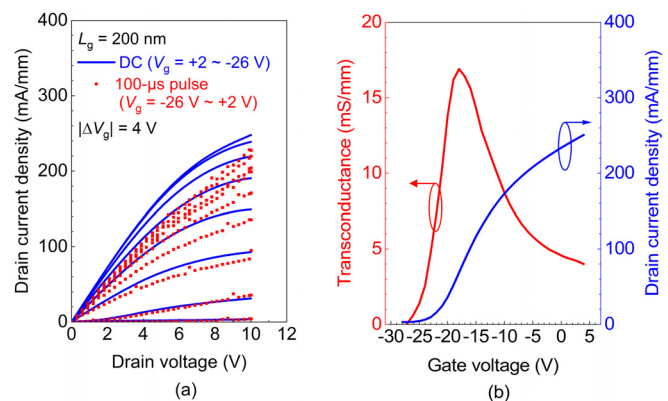 400
300
200
100
0
0 2 4 6 8 10 12
Drain current density (mA/mm)
Drain voltage (V)
L_g = 200 nm
DC (V_g = +2 ~ -26 V)
100-μs pulse
(V_g = -26 V ~ +2 V)
|ΔV_g| = 4 V
(a)
20
15
10
5
0
Transconductance (mS/mm)
-30 -25 -20 -15 -10 -5 0 5
Gate voltage (V)
400
300
200
100
0
Drain current density (mA/mm)
(b)